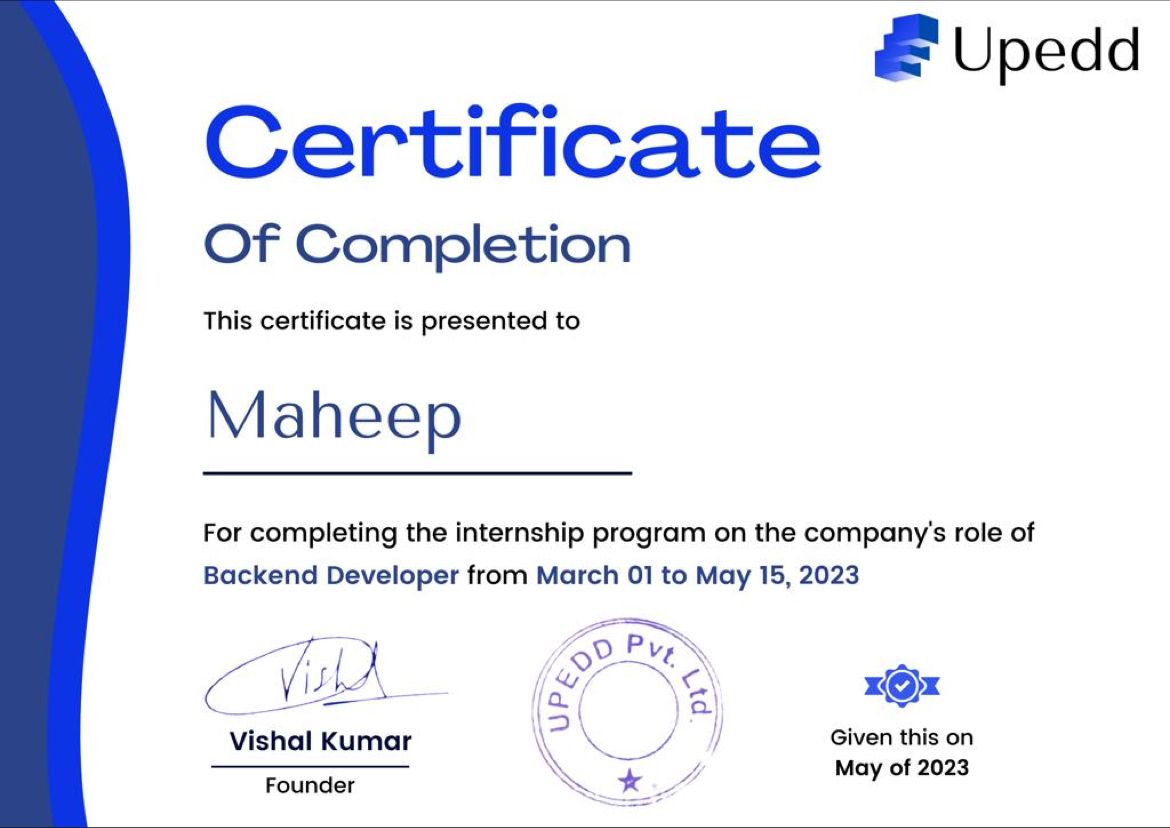 Upedd
Certificate
Of Completion
This certificate is presented to
Maheep
For completing the internship program on the company's role of
Backend Developer from March 01 to May 15, 2023
Vishal
Vishal Kumar
Founder
UPEDD Pvt. Ltd.
Given this on
May of 2023